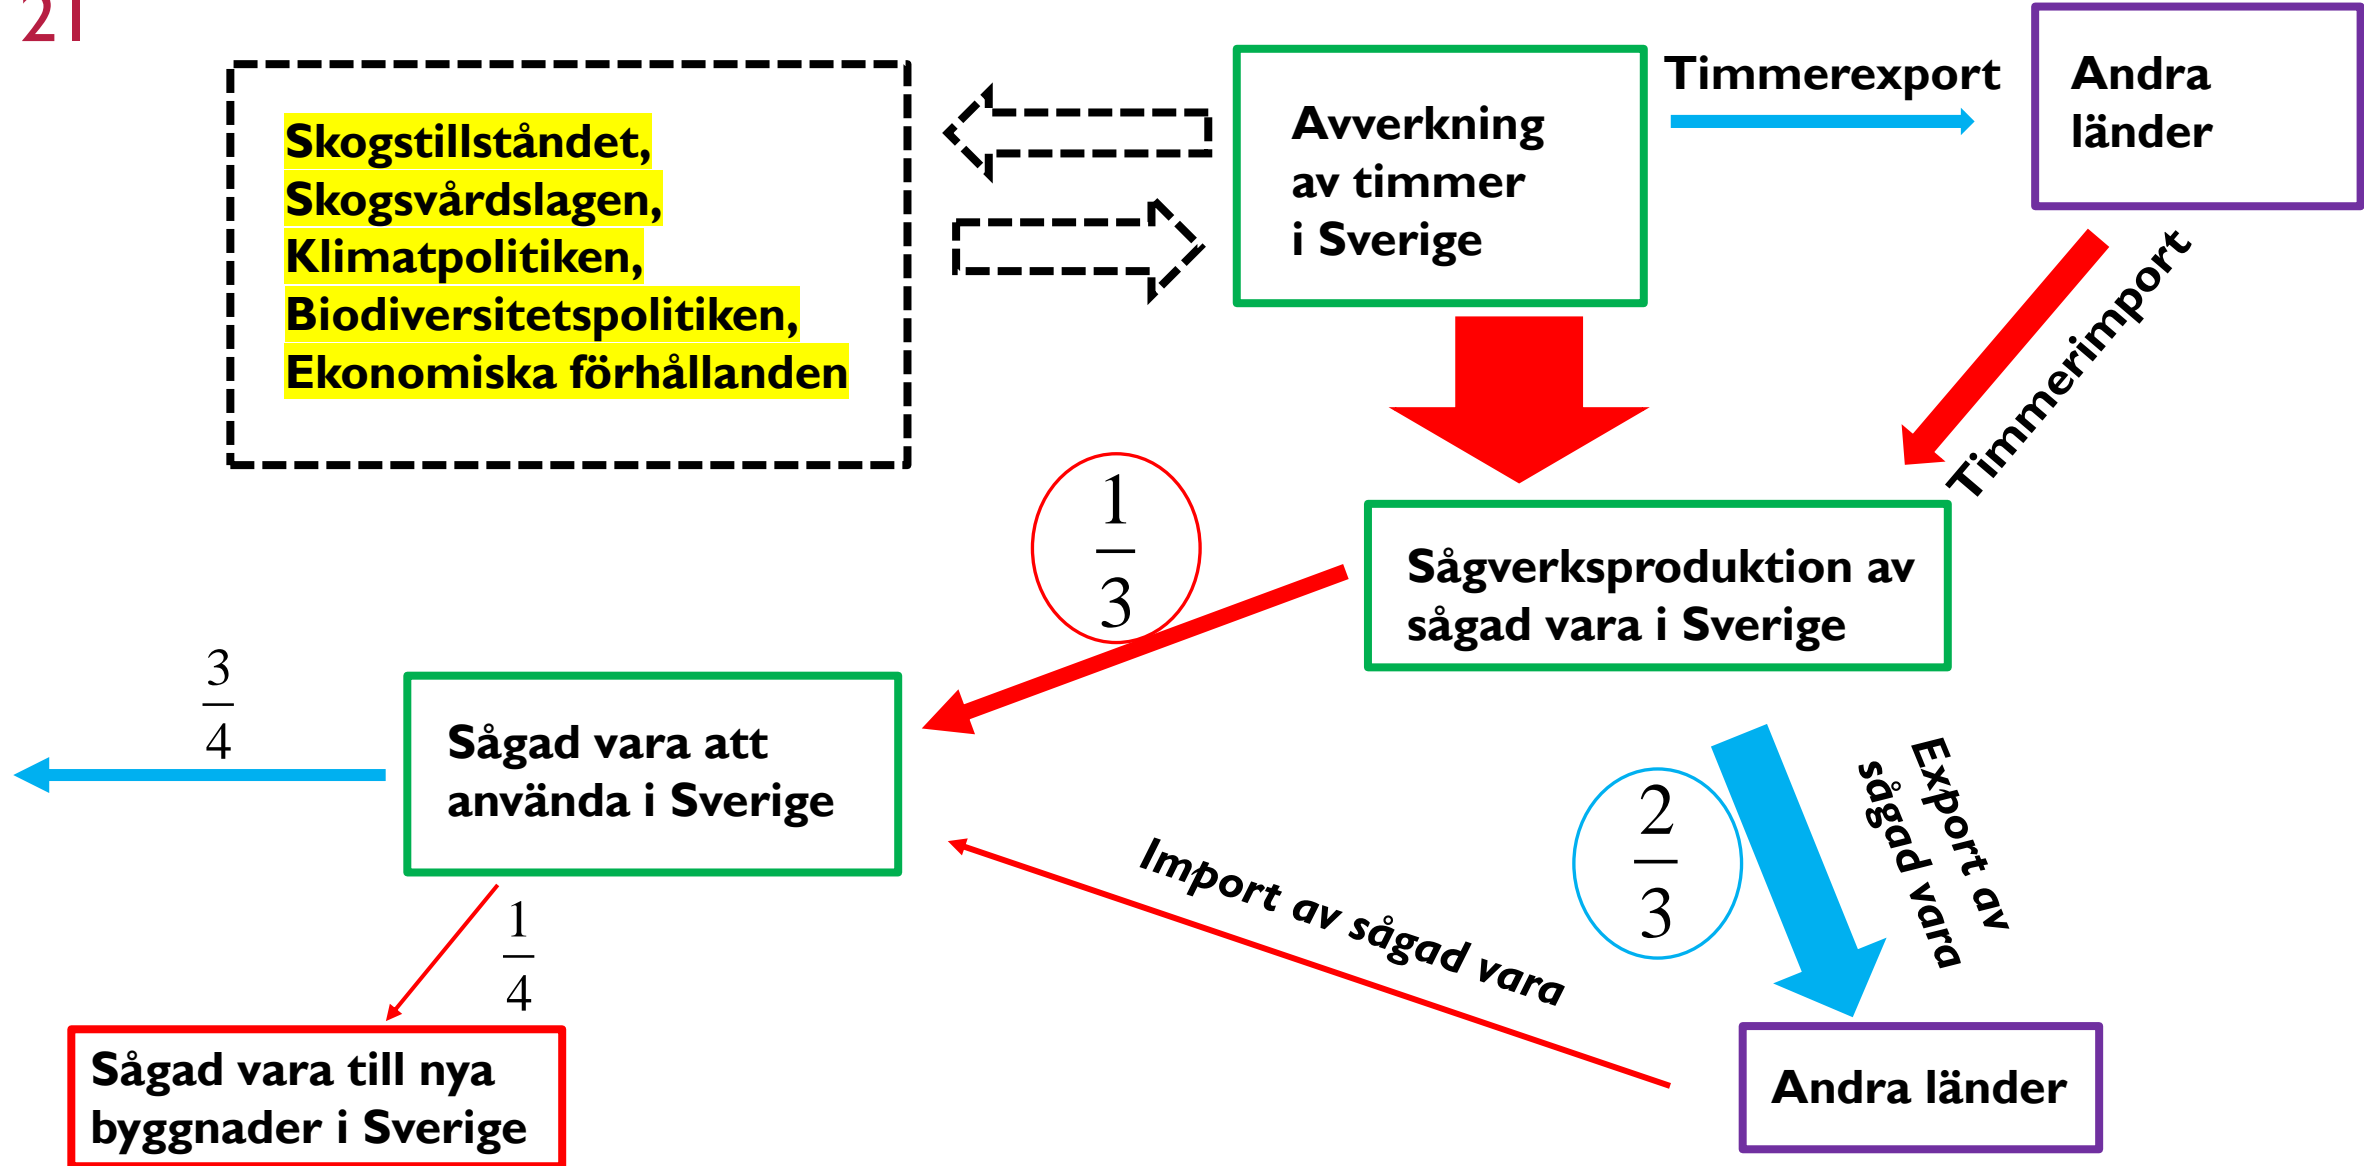 21
Skogstillståndet,
Skogsvårdslagen,
Klimatpolitiken,
Biodiversitetspolitiken,
Ekonomiska förhållanden
Avverkning
av timmer
i Sverige
Timmerexport
Andra
länder
Timmerimport
1
3
Sågverksproduktion av
sågad vara i Sverige
3
4
Sågad vara att
använda i Sverige
2
3
Export av
sågad vara
Import av sågad vara
1
4
Sågad vara till nya
byggnader i Sverige
Andra länder